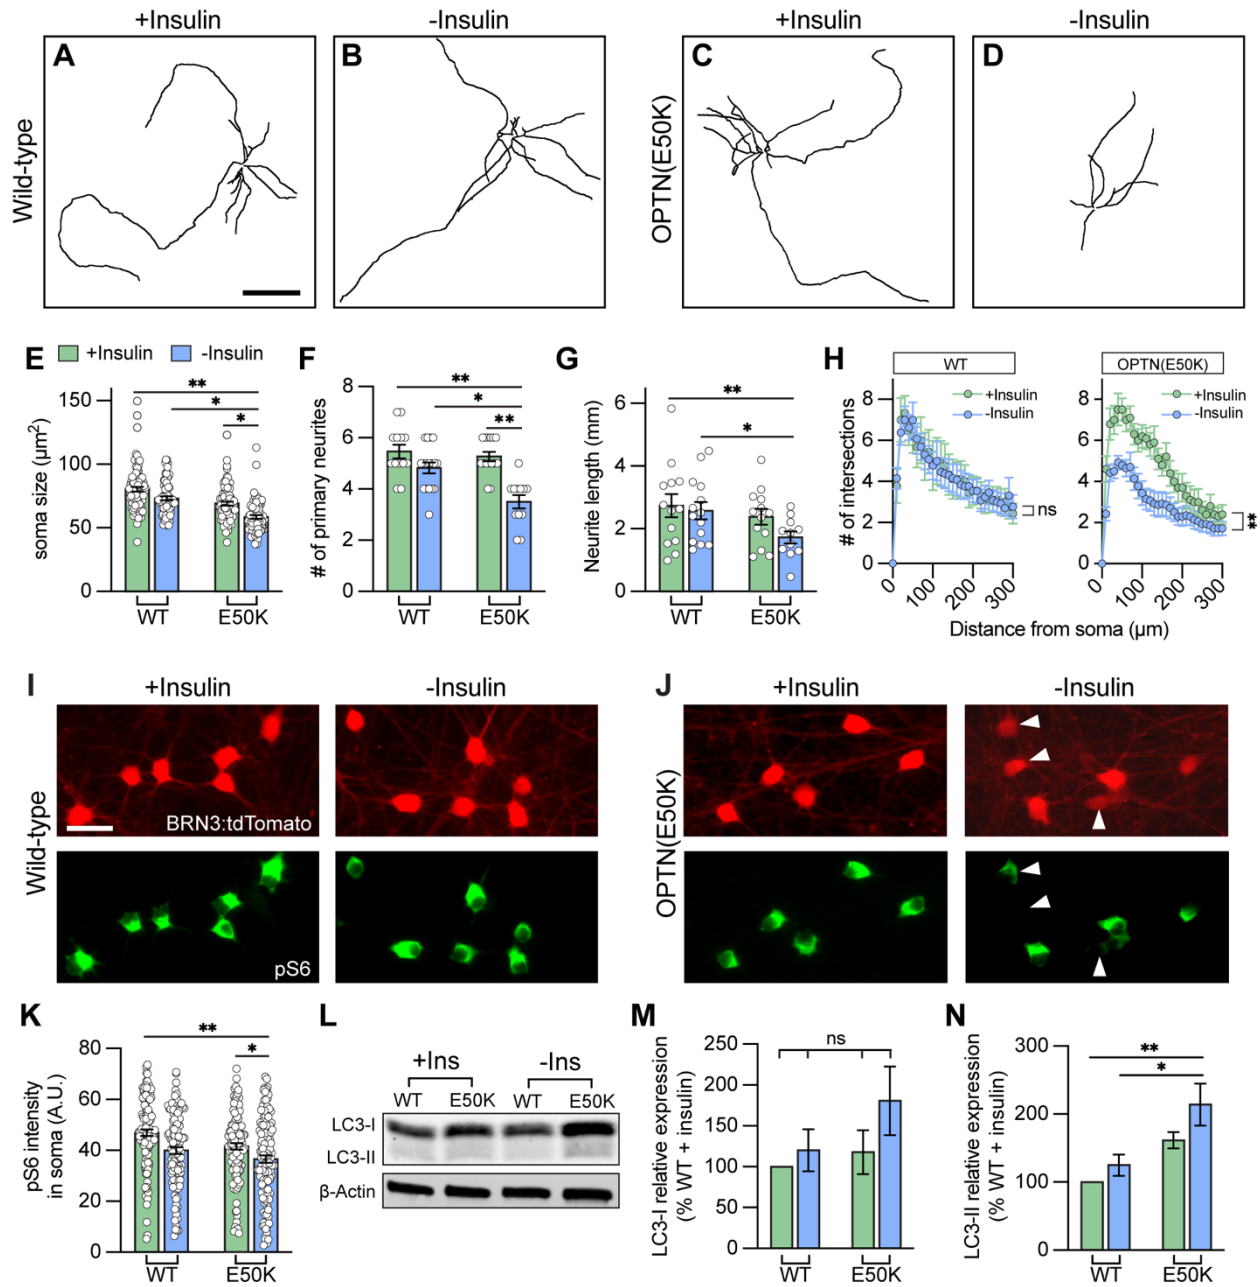 +Insulin -Insulin +Insulin -Insulin
A B C D
Wild-type
OPTN(E50K)
E +Insulin -Insulin
** * *
soma size (µm²)
150
100
50
0
WT E50K
F
** * **
# of primary neurites
8
6
4
2
0
WT E50K
G
** *
Neurite length (mm)
6
4
2
0
WT E50K
H
WT OPTN(E50K)
+Insulin
-Insulin
+Insulin
-Insulin
# of intersections
8
6
4
2
0
ns
8
6
4
2
0
**
0 100 200 300
0 100 200 300
Distance from soma (µm)
I +Insulin -Insulin
J +Insulin -Insulin
Wild-type
BRN3:tdTomato
pS6
OPTN(E50K)
K
** *
pS6 intensity
in soma (A.U.)
80
60
40
20
0
WT E50K
L
+Ins -Ins
WT E50K WT E50K
LC3-I
LC3-II
β-Actin
M
ns
LC3-I relative expression
(% WT + insulin)
250
200
150
100
50
0
WT E50K
N
** *
LC3-II relative expression
(% WT + insulin)
300
200
100
0
WT E50K